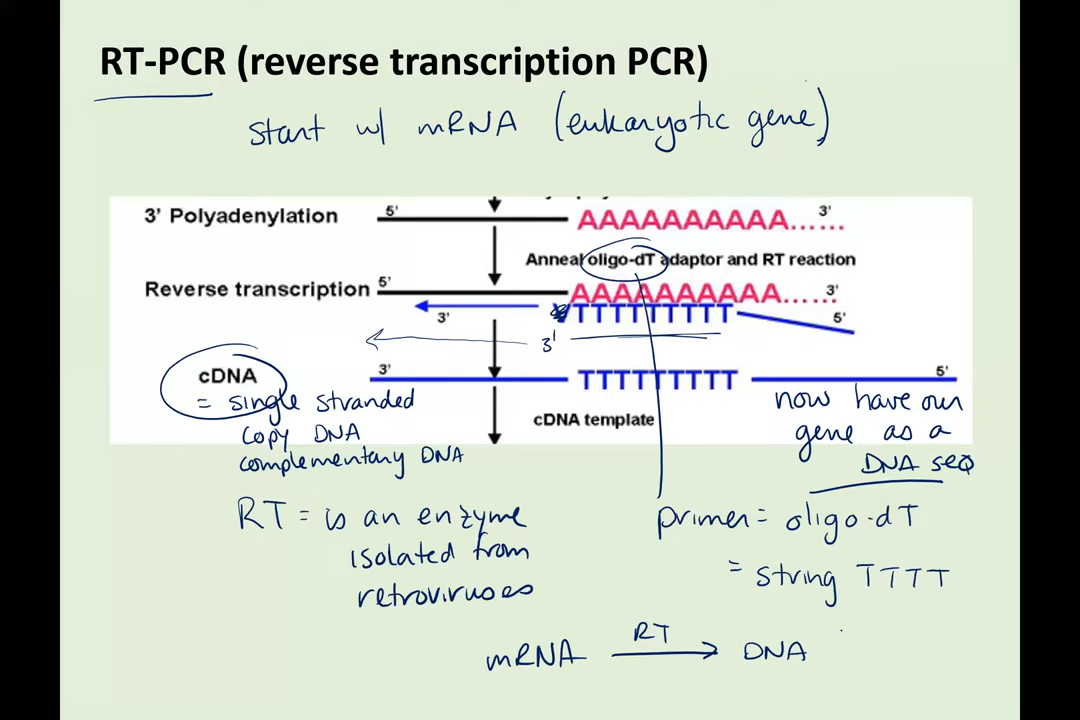 RT-PCR (reverse transcription PCR)
start w/ mRNA (eukaryotic gene)
3' Polyadenylation 5' AAAAAAAAAA...... 3'
Anneal oligo-dT adaptor and RT reaction
Reverse transcription 5' AAAAAAAAAA...... 3'
3' TTTTTTTTT 5'
3'
cDNA 3' TTTTTTTTT 5'
= single stranded
copy DNA
complementary DNA
cDNA template
now have our
gene as a
DNA seq
RT = is an enzyme
isolated from
retroviruses
primer = oligo-dT
= string TTTT
mRNA RT DNA